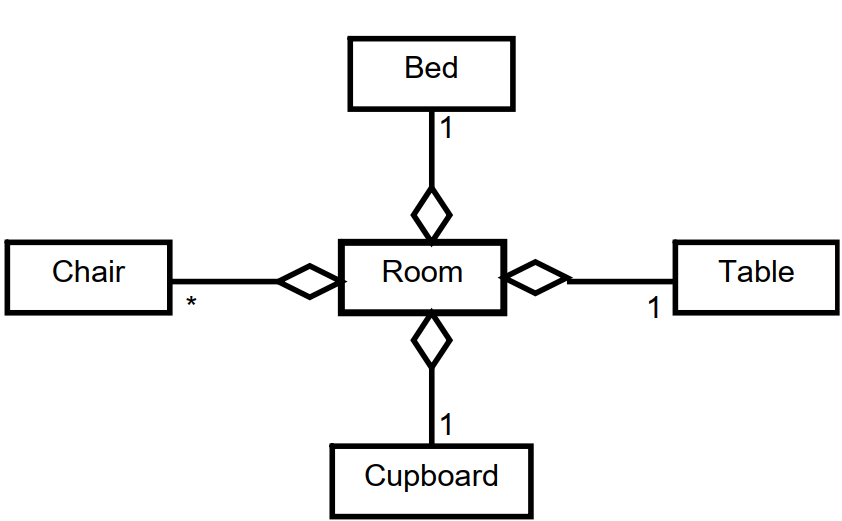 Bed
1
Chair
Room
Table
*
1
1
Cupboard